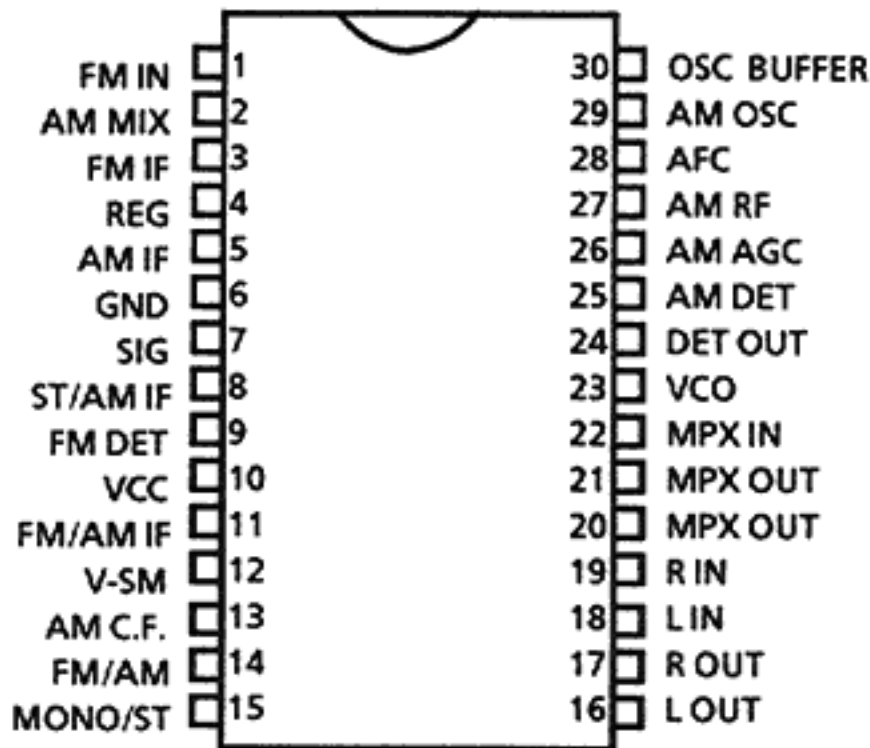 FM IN 1 30 OSC BUFFER
AM MIX 2 29 AM OSC
FM IF 3 28 AFC
REG 4 27 AM RF
AM IF 5 26 AM AGC
GND 6 25 AM DET
SIG 7 24 DET OUT
ST/AM IF 8 23 VCO
FM DET 9 22 MPX IN
VCC 10 21 MPX OUT
FM/AM IF 11 20 MPX OUT
V-SM 12 19 R IN
AM C.F. 13 18 L IN
FM/AM 14 17 R OUT
MONO/ST 15 16 L OUT